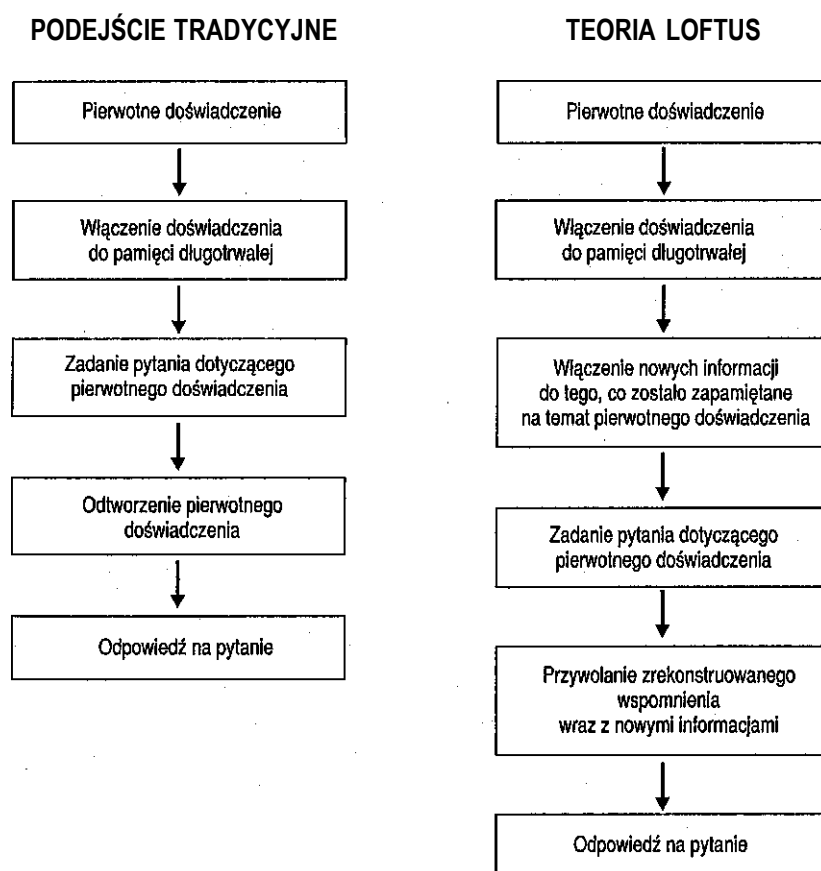 PODEJŚCIE TRADYCYJNE
Pierwotne doświadczenie
Włączenie doświadczenia
do pamięci długotrwałej
Zadanie pytania dotyczącego
pierwotnego doświadczenia
Odtworzenie pierwotnego
doświadczenia
Odpowiedź na pytanie
TEORIA LOFTUS
Pierwotne doświadczenie
Włączenie doświadczenia
do pamięci długotrwałej
Włączenie nowych informacji
do tego, co zostało zapamiętane
na temat pierwotnego doświadczenia
Zadanie pytania dotyczącego
pierwotnego doświadczenia
Przywołanie zrekonstruowanego
wspomnienia
wraz z nowymi informacjami
Odpowiedź na pytanie